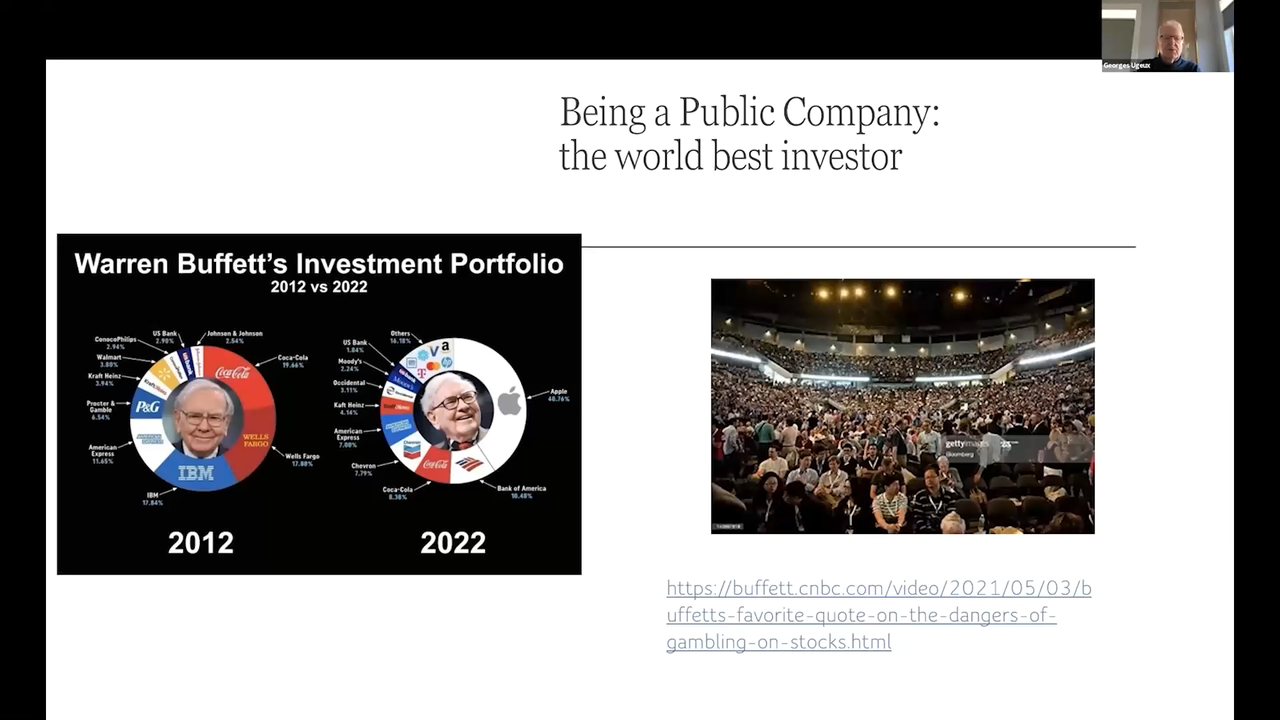 Georges Ugeux
Being a Public Company:
the world best investor
Warren Buffett's Investment Portfolio
2012 vs 2022
US Bank
2.90%
Johnson & Johnson
2.54%
ConocoPhilips
2.94%
Walmart
3.80%
Kraft Heinz
3.94%
Procter &
Gamble
6.54%
American
Express
11.65%
IBM
17.84%
Wells Fargo
17.80%
Coca-Cola
19.66%
Coca-Cola
WELLS
FARGO
IBM
P&G
2012
Others
16.18%
US Bank
1.84%
Moody's
2.24%
Occidental
3.11%
Kaft Heinz
4.14%
American
Express
7.00%
Chevron
7.79%
Coca-Cola
8.38%
Bank of America
10.48%
Apple
40.76%
Coca-Cola
2022
gettyimages
Bloomberg
https://buffett.cnbc.com/video/2021/05/03/b
uffetts-favorite-quote-on-the-dangers-of-
gambling-on-stocks.html